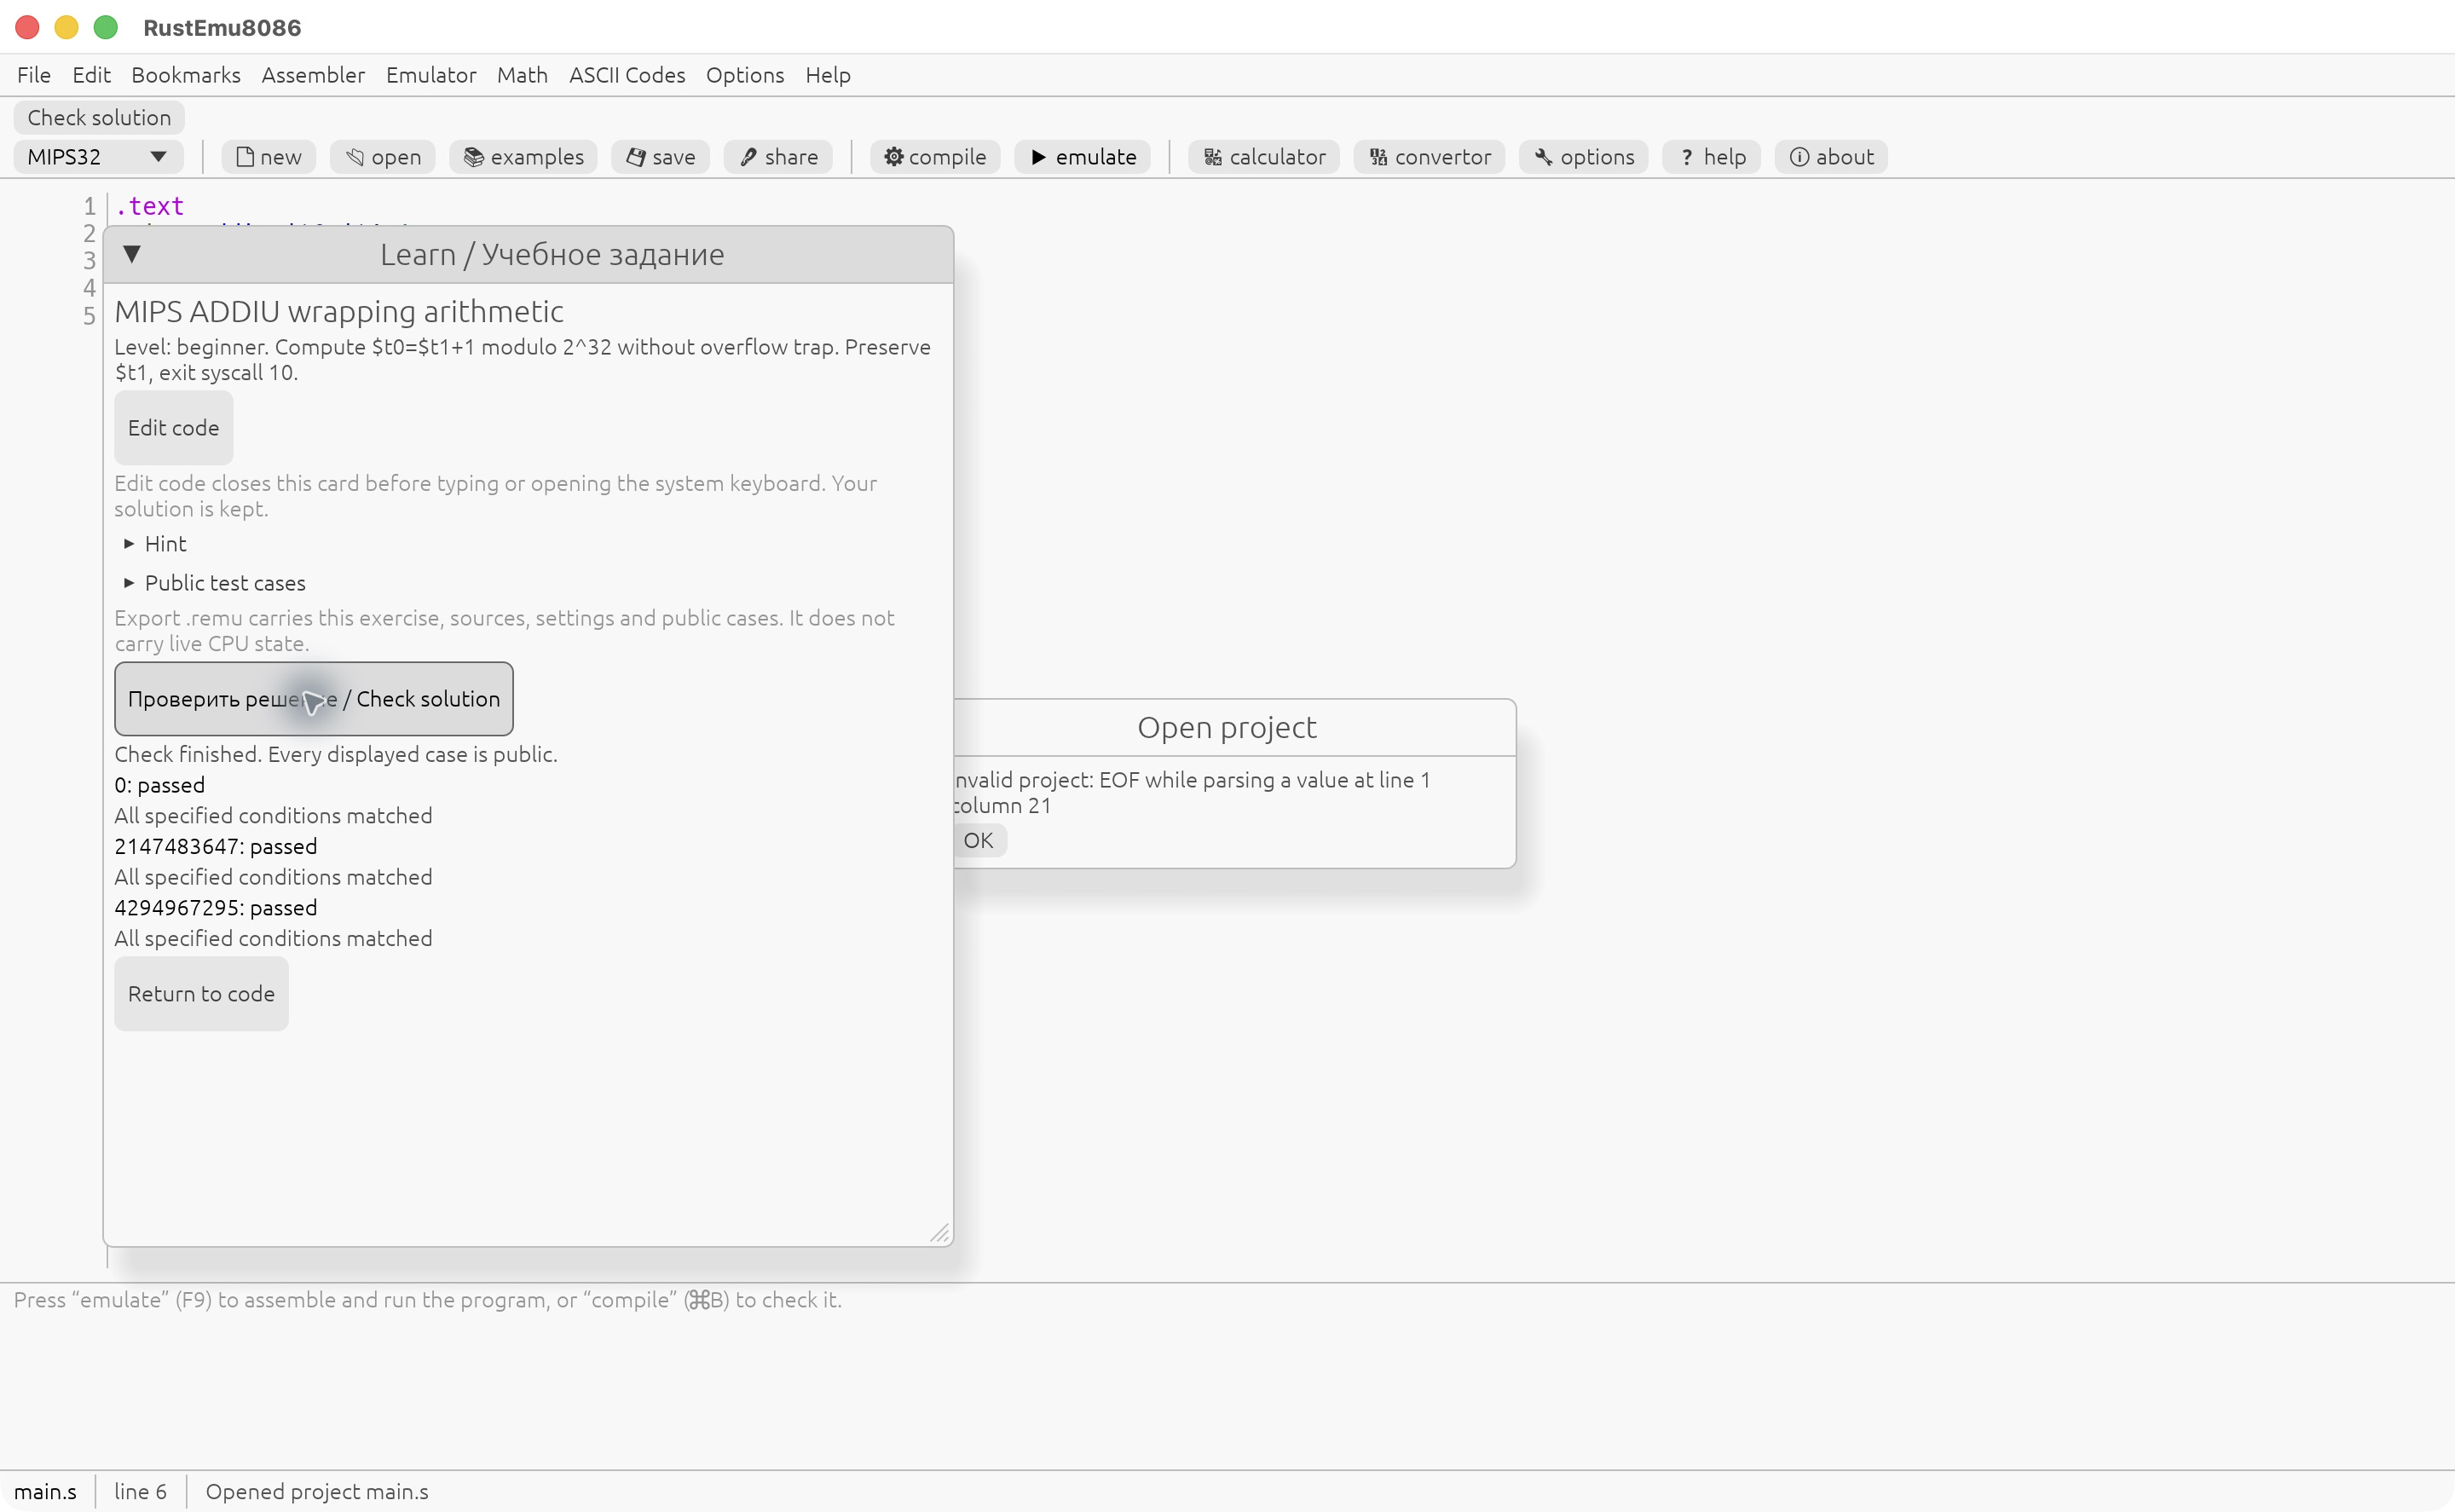 RustEmu8086
File Edit Bookmarks Assembler Emulator Math ASCII Codes Options Help
Check solution
MIPS32 new open examples save share compile emulate calculator convertor options ? help about
1 .text
2
3
4
5
Learn / Учебное задание
MIPS ADDIU wrapping arithmetic
Level: beginner. Compute $t0=$t1+1 modulo 2^32 without overflow trap. Preserve
$t1, exit syscall 10.
Edit code
Edit code closes this card before typing or opening the system keyboard. Your
solution is kept.
Hint
Public test cases
Export .remu carries this exercise, sources, settings and public cases. It does not
carry live CPU state.
Проверить решение / Check solution
Check finished. Every displayed case is public.
0: passed
All specified conditions matched
2147483647: passed
All specified conditions matched
4294967295: passed
All specified conditions matched
Return to code
Open project
nvalid project: EOF while parsing a value at line 1
column 21
OK
Press “emulate” (F9) to assemble and run the program, or “compile” (⌘B) to check it.
main.s line 6 Opened project main.s